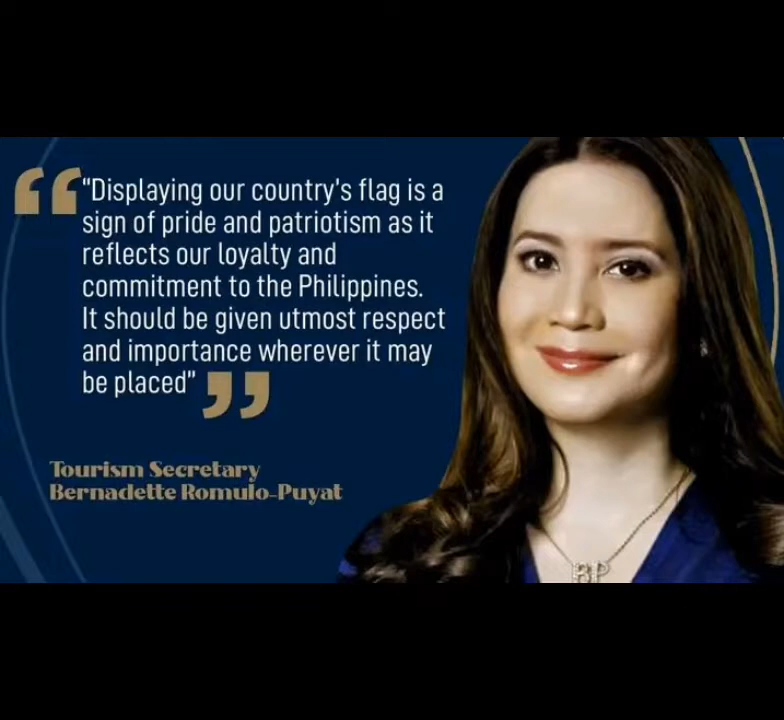 "Displaying our country's flag is a
sign of pride and patriotism as it
reflects our loyalty and
commitment to the Philippines.
It should be given utmost respect
and importance wherever it may
be placed"
Tourism Secretary
Bernadette Romulo-Puyat
BP